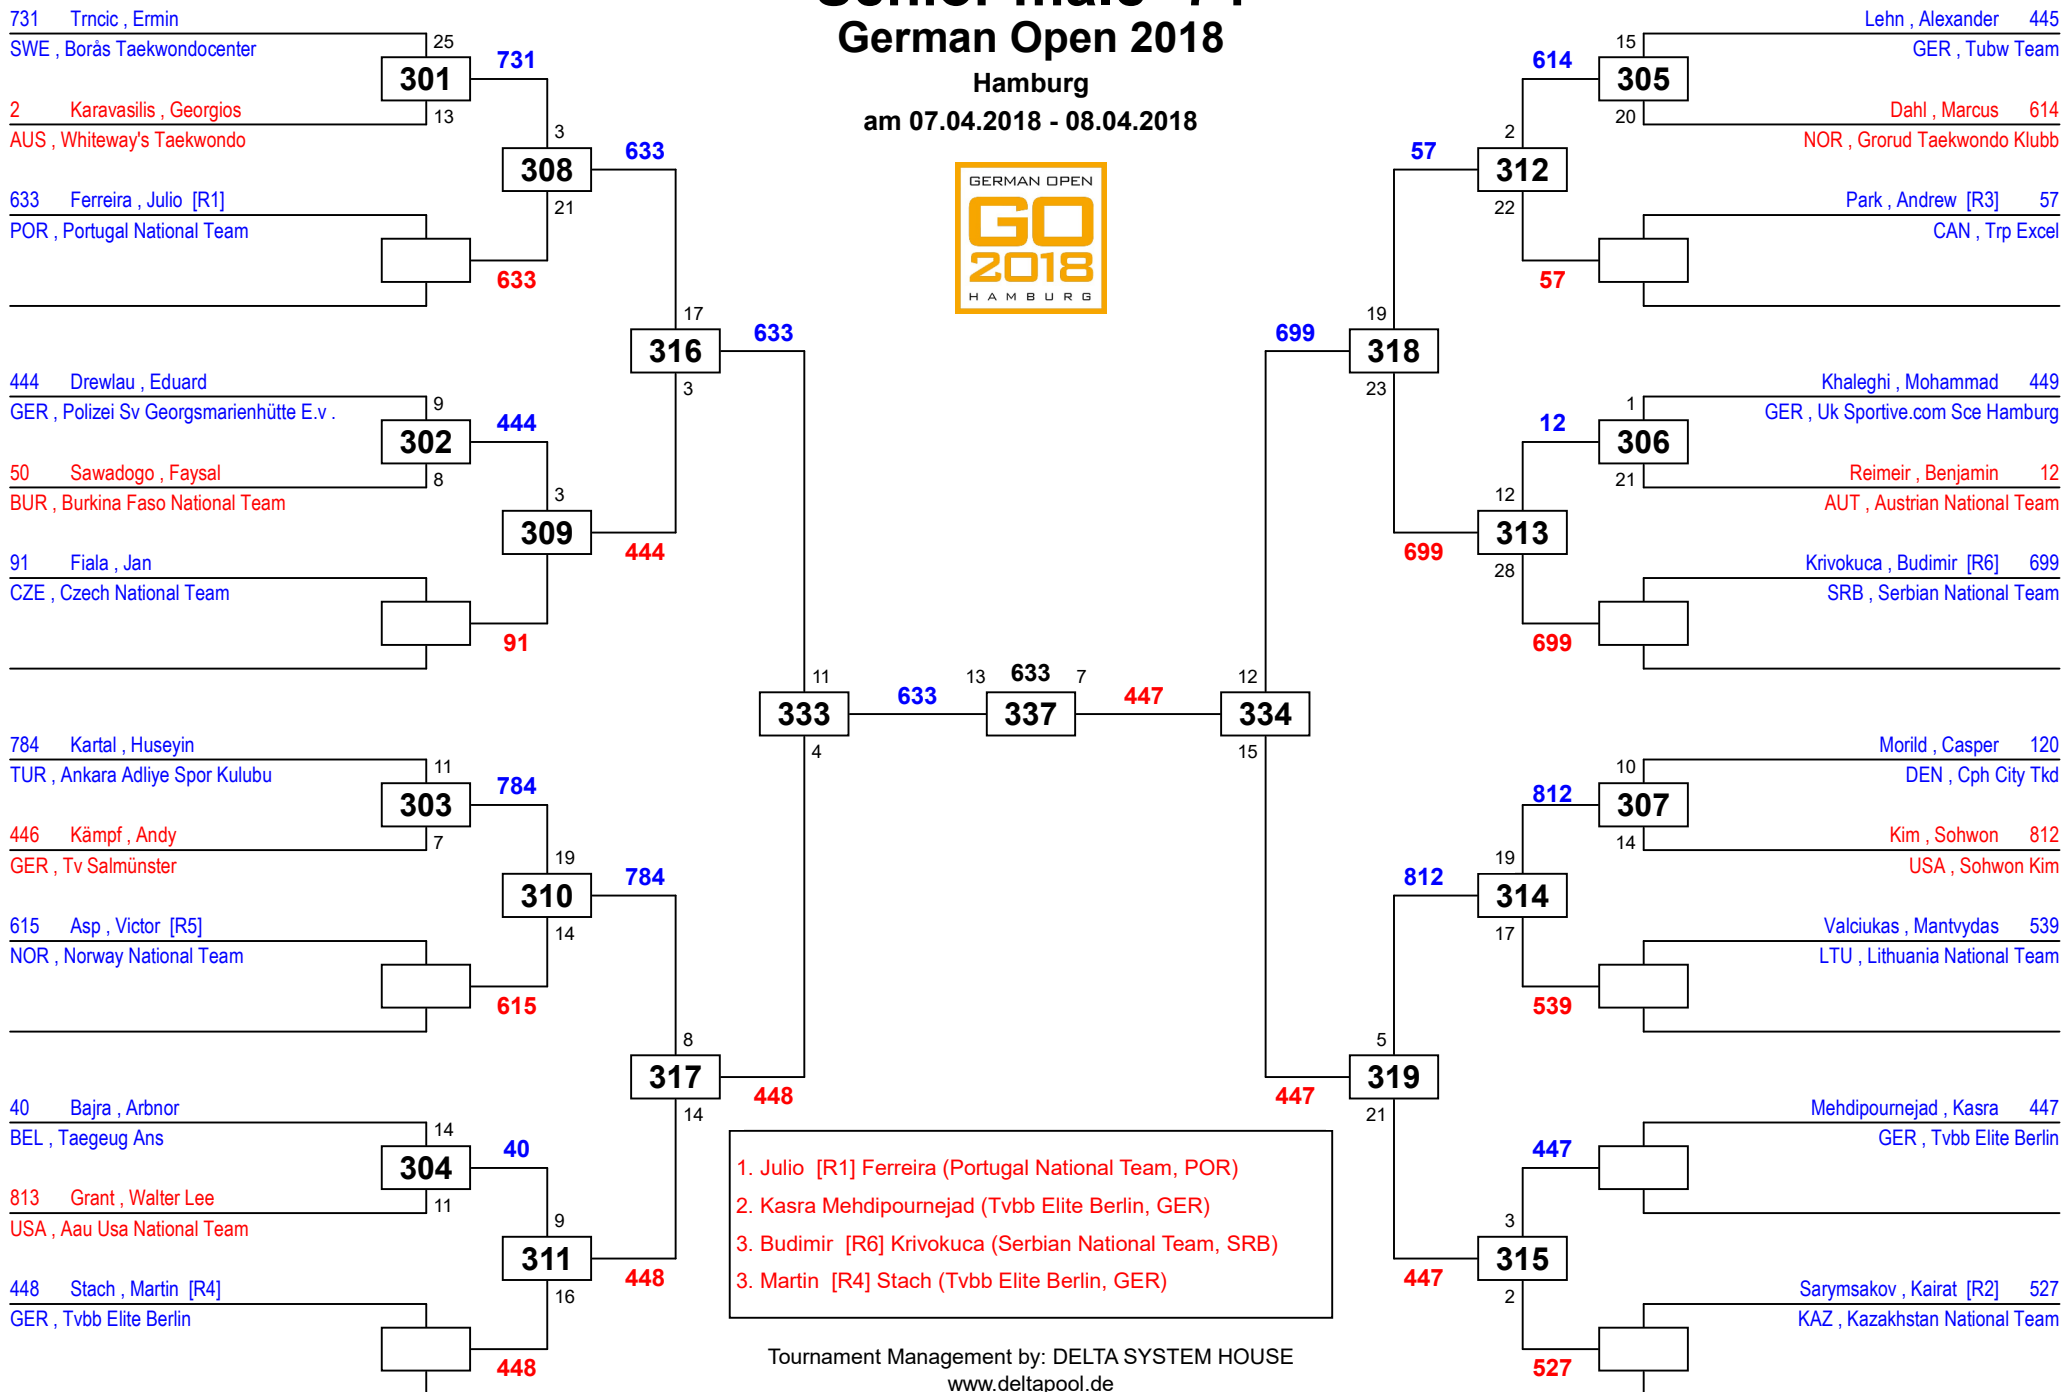 German Open 2018
Hamburg
am 07.04.2018 - 08.04.2018
GERMAN OPEN
GO
2018
HAMBURG
731 Trncic , Ermin
SWE , Borås Taekwondocenter
25
301
731
2 Karavasilis , Georgios
13
AUS , Whiteway's Taekwondo
3
308
633
633 Ferreira , Julio [R1]
21
POR , Portugal National Team
633
17
316
633
3
444 Drewlau , Eduard
GER , Polizei Sv Georgsmarienhütte E.v .
9
302
444
50 Sawadogo , Faysal
8
BUR , Burkina Faso National Team
3
309
444
91 Fiala , Jan
CZE , Czech National Team
91
11
333
633
4
784 Kartal , Huseyin
TUR , Ankara Adliye Spor Kulubu
11
303
784
446 Kämpf , Andy
7
GER , Tv Salmünster
19
310
784
615 Asp , Victor [R5]
14
NOR , Norway National Team
615
8
317
448
14
40 Bajra , Arbnor
BEL , Taegeug Ans
14
304
40
813 Grant , Walter Lee
11
USA , Aau Usa National Team
9
311
448
448 Stach , Martin [R4]
16
GER , Tvbb Elite Berlin
448
13 633 7
337
447
Lehn , Alexander 445
GER , Tubw Team
15
305
614
Dahl , Marcus 614
20
NOR , Grorud Taekwondo Klubb
2
312
57
Park , Andrew [R3] 57
22
CAN , Trp Excel
57
19
318
699
23
Khaleghi , Mohammad 449
GER , Uk Sportive.com Sce Hamburg
1
306
12
Reimeir , Benjamin 12
21
AUT , Austrian National Team
12
313
699
Krivokuca , Budimir [R6] 699
28
SRB , Serbian National Team
699
12
334
15
Morild , Casper 120
DEN , Cph City Tkd
10
307
812
Kim , Sohwon 812
14
USA , Sohwon Kim
19
314
812
Valciukas , Mantvydas 539
17
LTU , Lithuania National Team
539
5
319
447
21
Mehdipournejad , Kasra 447
GER , Tvbb Elite Berlin
447
3
315
447
2
Sarymsakov , Kairat [R2] 527
KAZ , Kazakhstan National Team
527
1. Julio [R1] Ferreira (Portugal National Team, POR)
2. Kasra Mehdipournejad (Tvbb Elite Berlin, GER)
3. Budimir [R6] Krivokuca (Serbian National Team, SRB)
3. Martin [R4] Stach (Tvbb Elite Berlin, GER)
Tournament Management by: DELTA SYSTEM HOUSE
www.deltapool.de